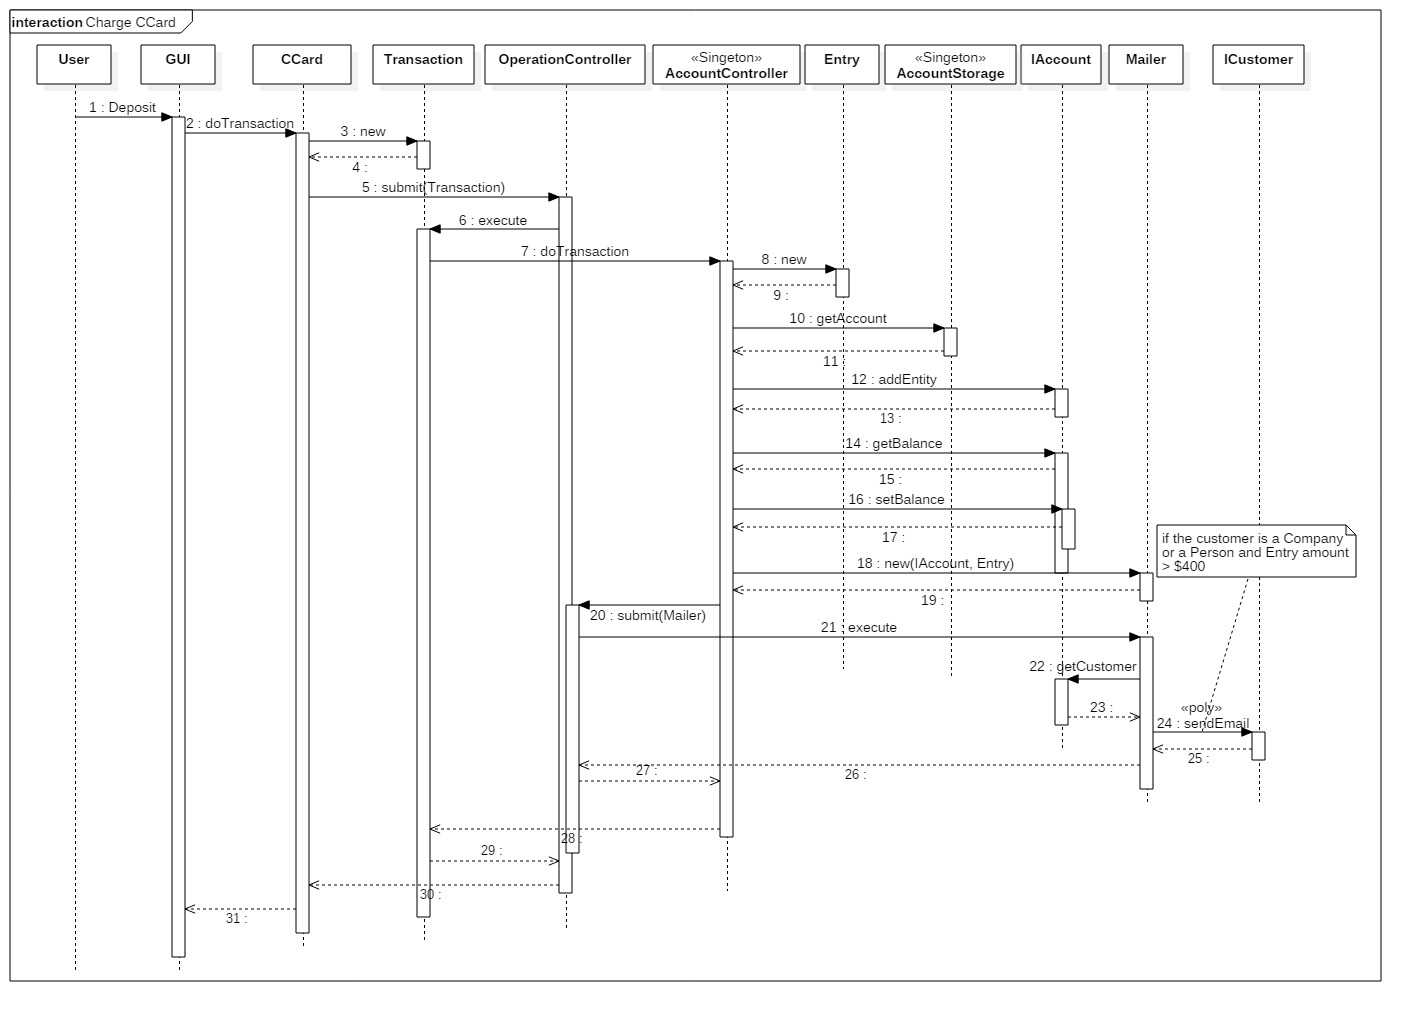 interaction Charge CCard
User
GUI
CCard
Transaction
OperationController
«Singeton»
AccountController
Entry
«Singeton»
AccountStorage
IAccount
Mailer
ICustomer
1 : Deposit
2 : doTransaction
3 : new
4 :
5 : submit(Transaction)
6 : execute
7 : doTransaction
8 : new
9 :
10 : getAccount
11 :
12 : addEntity
13 :
14 : getBalance
15 :
16 : setBalance
17 :
if the customer is a Company
or a Person and Entry amount
> $400
18 : new(IAccount, Entry)
19 :
20 : submit(Mailer)
21 : execute
22 : getCustomer
23 :
«poly»
24 : sendEmail
25 :
26 :
27 :
28 :
29 :
30 :
31 :